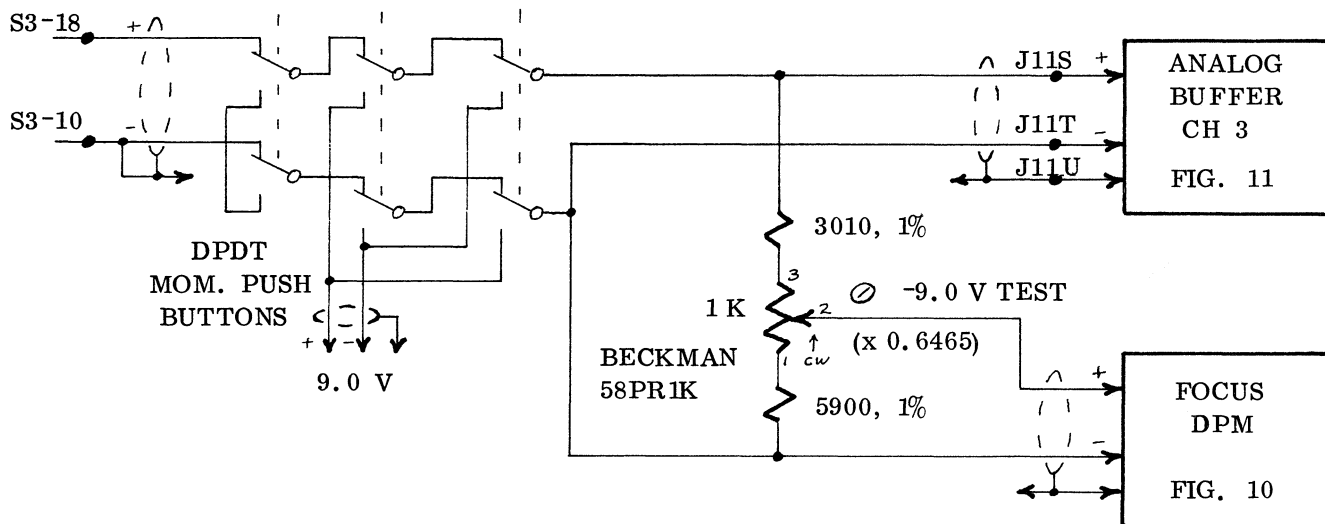 S3-18
+
S3-10
-
DPDT
MOM. PUSH
BUTTONS
+ -
9.0 V
J11S
+
J11T
-
J11U
ANALOG
BUFFER
CH 3
FIG. 11
3010, 1%
3
1 K
2
-9.0 V TEST
(x 0.6465)
1
CW
BECKMAN
58PR1K
5900, 1%
+
-
FOCUS
DPM
FIG. 10